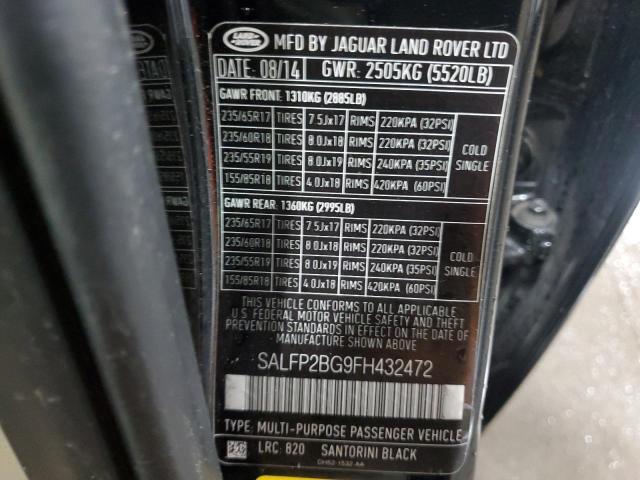 LAND ROVER
MFD BY JAGUAR LAND ROVER LTD
DATE: 08/14 GWR: 2505KG (5520LB)
GAWR FRONT: 1310KG (2885LB)
235/65R17 TIRES 7 5Jx17 RIMS 220KPA (32PSI)
235/60R18 TIRES 8 0Jx18 RIMS 220KPA (32PSI)
235/55R19 TIRES 8 0Jx19 RIMS 240KPA (35PSI)
155/85R18 TIRES 4 0Jx18 RIMS 420KPA (60PSI)
COLD
SINGLE
GAWR REAR: 1360KG (2995LB)
235/65R17 TIRES 7 5Jx17 RIMS 220KPA (32PSI)
235/60R18 TIRES 8 0Jx18 RIMS 220KPA (32PSI)
235/55R19 TIRES 8 0Jx19 RIMS 240KPA (35PSI)
155/85R18 TIRES 4 0Jx18 RIMS 420KPA (60PSI)
COLD
SINGLE
THIS VEHICLE CONFORMS TO ALL APPLICABLE
U S FEDERAL MOTOR VEHICLE SAFETY AND THEFT
PREVENTION STANDARDS IN EFFECT ON THE DATE OF
MANUFACTURE SHOWN ABOVE
SALFP2BG9FH432472
TYPE: MULTI-PURPOSE PASSENGER VEHICLE
LRC: 820 SANTORINI BLACK
DH52-1532-AA